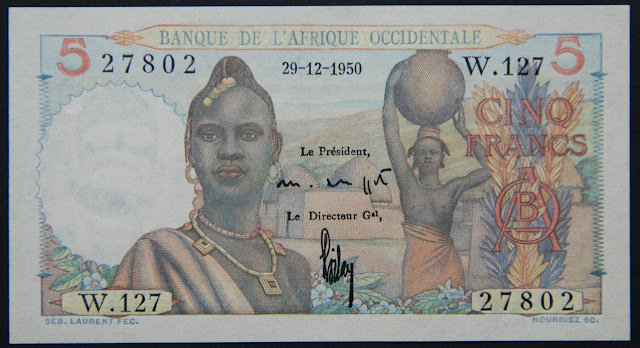 BANQUE DE L'AFRIQUE OCCIDENTALE
5 27802 29-12-1950 W.127 5
CINQ
FRANCS
Le Président,
Le Directeur Gal,
W.127 27802
SEB. LAURENT FEC. HOURRIEZ SC.